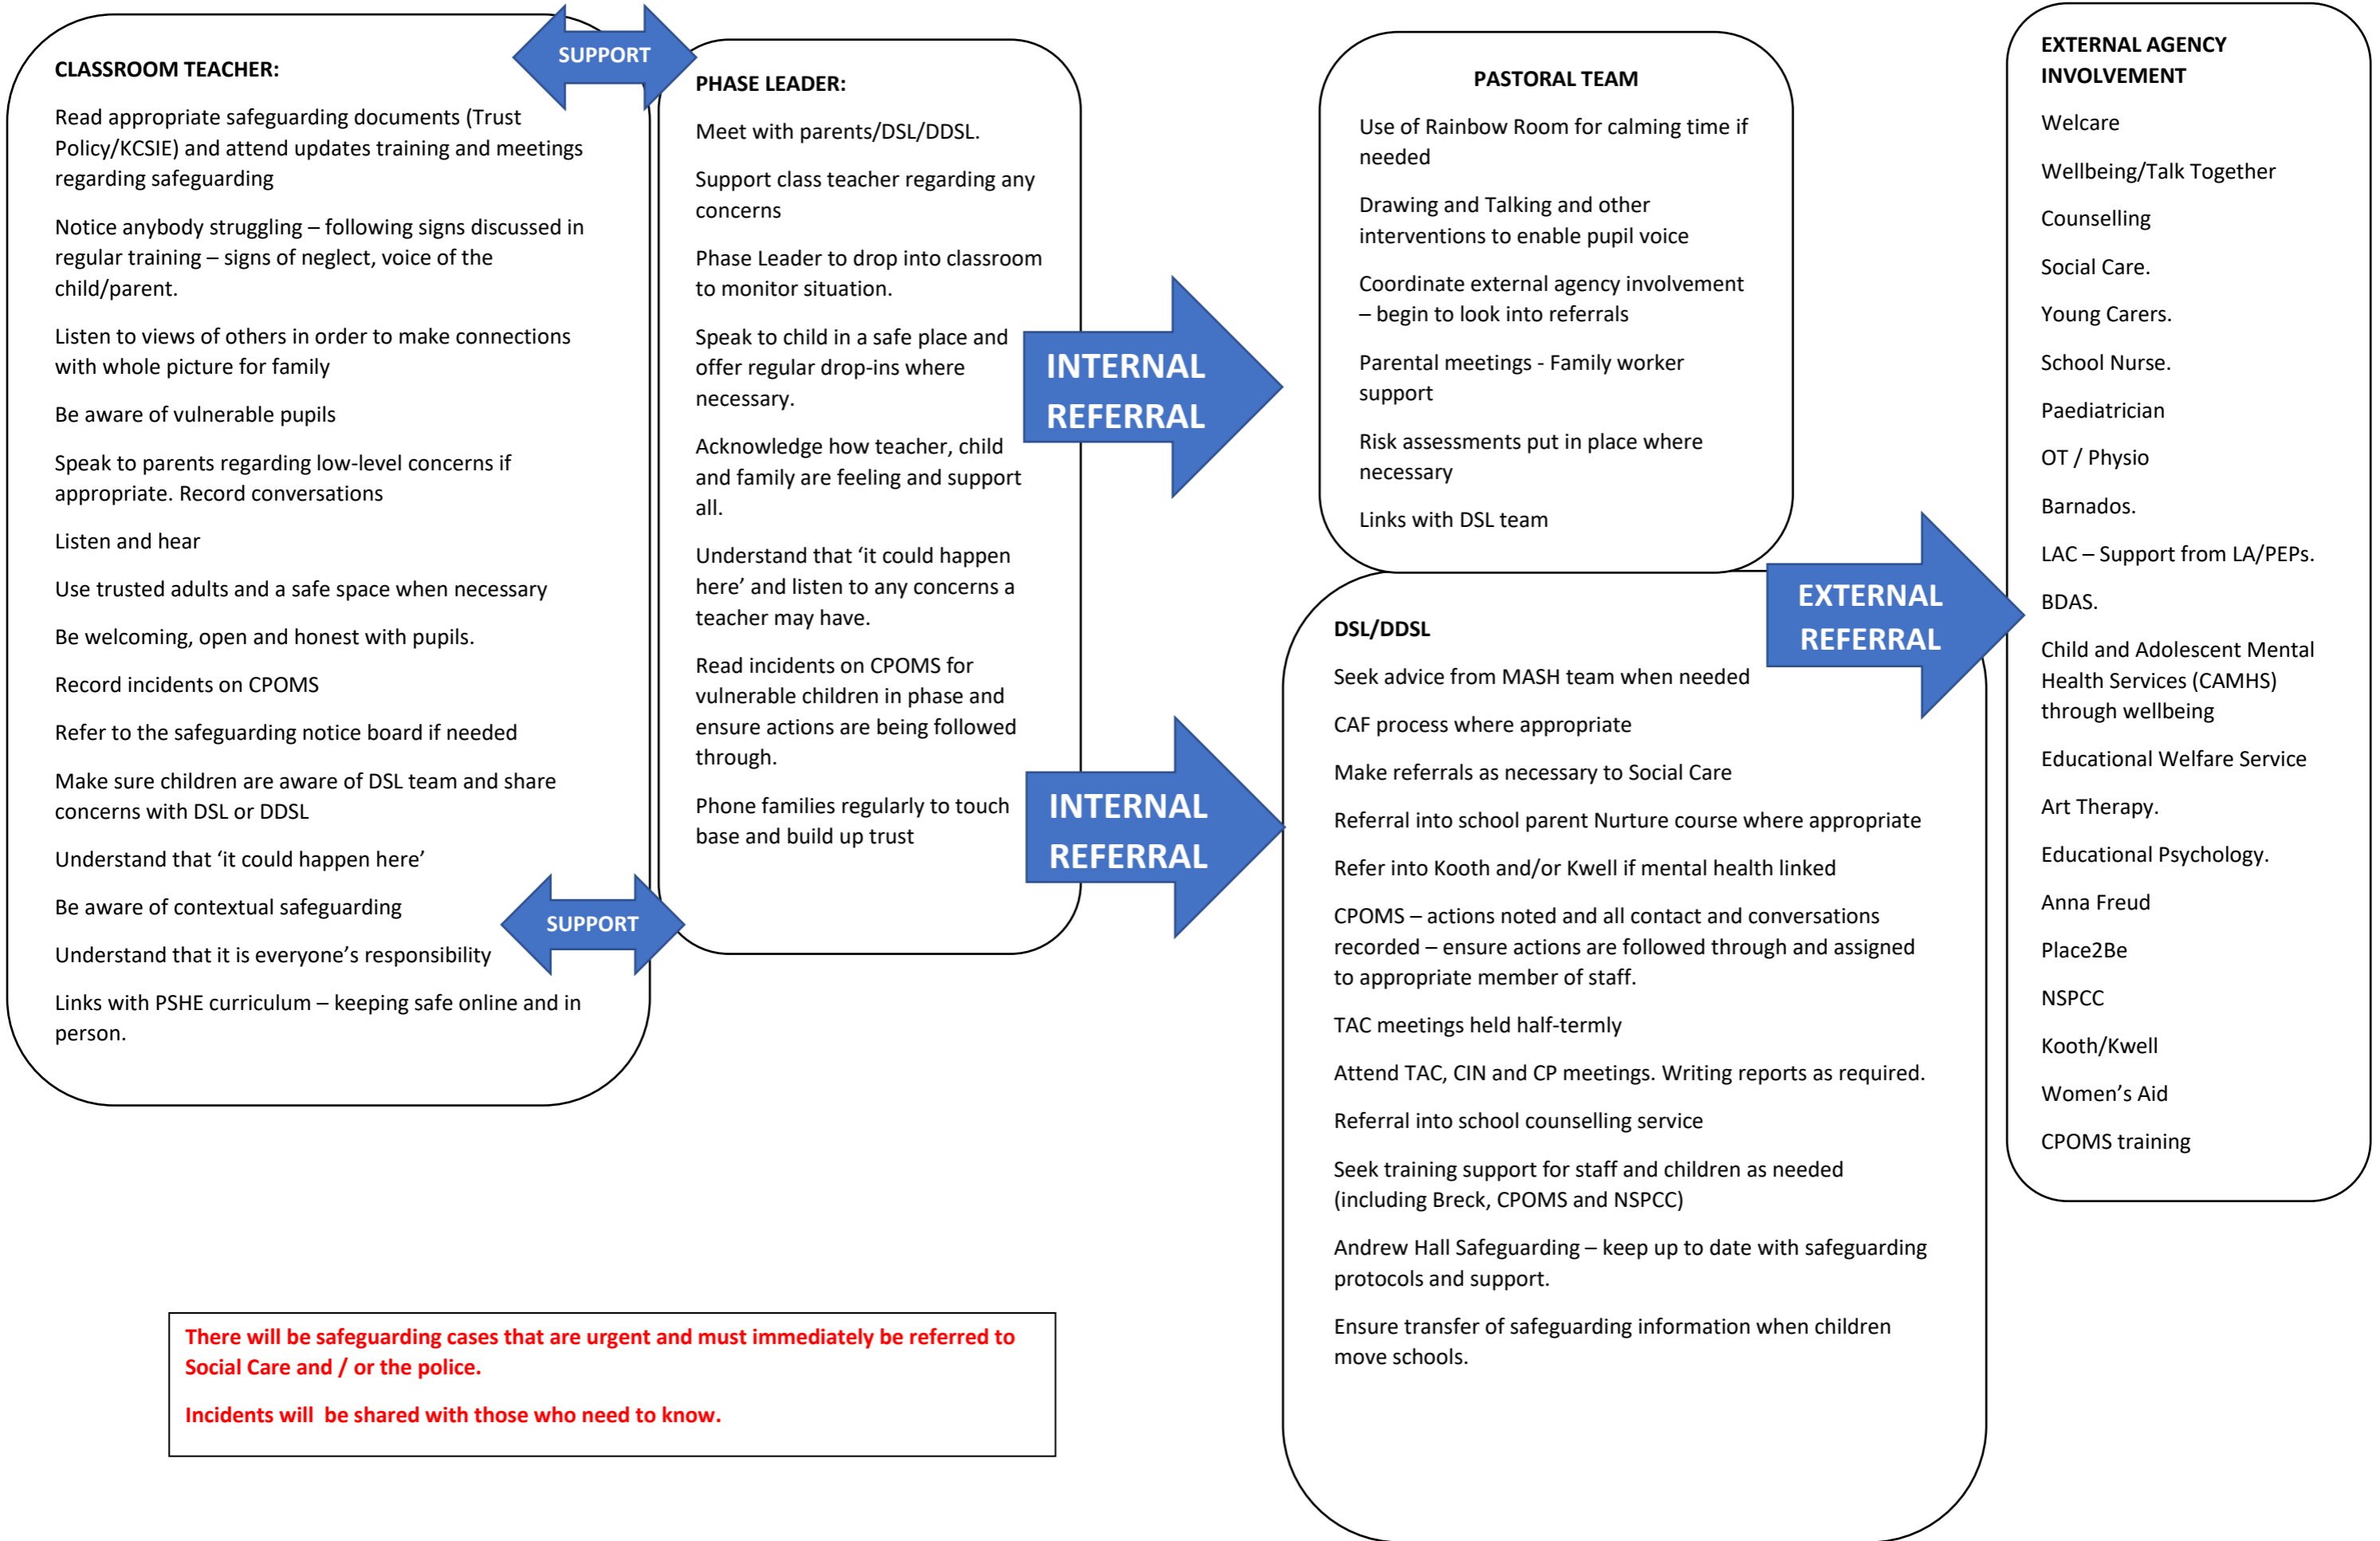 CLASSROOM TEACHER:
Read appropriate safeguarding documents (Trust
Policy/KCSIE) and attend updates training and meetings
regarding safeguarding
Notice anybody struggling – following signs discussed in
regular training – signs of neglect, voice of the
child/parent.
Listen to views of others in order to make connections
with whole picture for family
Be aware of vulnerable pupils
Speak to parents regarding low-level concerns if
appropriate. Record conversations
Listen and hear
Use trusted adults and a safe space when necessary
Be welcoming, open and honest with pupils.
Record incidents on CPOMS
Refer to the safeguarding notice board if needed
Make sure children are aware of DSL team and share
concerns with DSL or DDSL
Understand that ‘it could happen here’
Be aware of contextual safeguarding
Understand that it is everyone’s responsibility
Links with PSHE curriculum – keeping safe online and in
person.
SUPPORT
SUPPORT
PHASE LEADER:
Meet with parents/DSL/DDSL.
Support class teacher regarding any
concerns
Phase Leader to drop into classroom
to monitor situation.
Speak to child in a safe place and
offer regular drop-ins where
necessary.
Acknowledge how teacher, child
and family are feeling and support
all.
Understand that ‘it could happen
here’ and listen to any concerns a
teacher may have.
Read incidents on CPOMS for
vulnerable children in phase and
ensure actions are being followed
through.
Phone families regularly to touch
base and build up trust
INTERNAL
REFERRAL
INTERNAL
REFERRAL
PASTORAL TEAM
Use of Rainbow Room for calming time if
needed
Drawing and Talking and other
interventions to enable pupil voice
Coordinate external agency involvement
– begin to look into referrals
Parental meetings - Family worker
support
Risk assessments put in place where
necessary
Links with DSL team
DSL/DDSL
Seek advice from MASH team when needed
CAF process where appropriate
Make referrals as necessary to Social Care
Referral into school parent Nurture course where appropriate
Refer into Kooth and/or Kwell if mental health linked
CPOMS – actions noted and all contact and conversations
recorded – ensure actions are followed through and assigned
to appropriate member of staff.
TAC meetings held half-termly
Attend TAC, CIN and CP meetings. Writing reports as required.
Referral into school counselling service
Seek training support for staff and children as needed
(including Breck, CPOMS and NSPCC)
Andrew Hall Safeguarding – keep up to date with safeguarding
protocols and support.
Ensure transfer of safeguarding information when children
move schools.
EXTERNAL
REFERRAL
EXTERNAL AGENCY
INVOLVEMENT
Welcare
Wellbeing/Talk Together
Counselling
Social Care.
Young Carers.
School Nurse.
Paediatrician
OT / Physio
Barnados.
LAC – Support from LA/PEPs.
BDAS.
Child and Adolescent Mental
Health Services (CAMHS)
through wellbeing
Educational Welfare Service
Art Therapy.
Educational Psychology.
Anna Freud
Place2Be
NSPCC
Kooth/Kwell
Women’s Aid
CPOMS training
There will be safeguarding cases that are urgent and must immediately be referred to
Social Care and / or the police.
Incidents will  be shared with those who need to know.